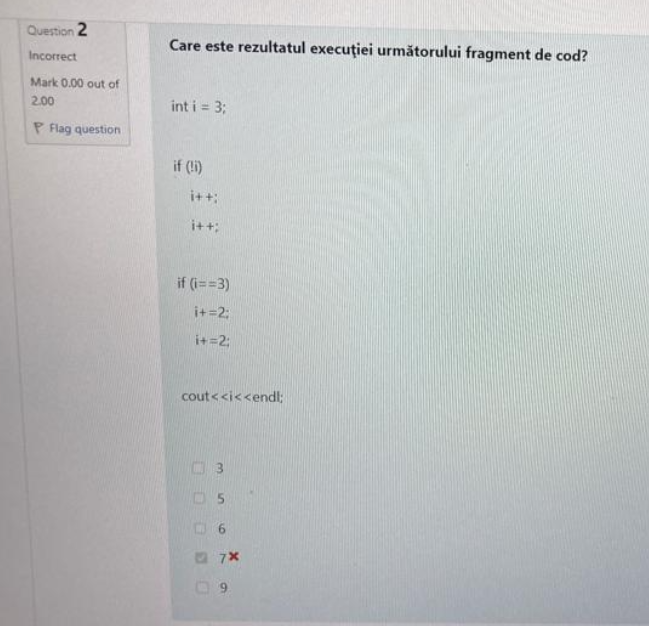 Question 2
Incorrect
Mark 0.00 out of
2.00
Flag question
Care este rezultatul execuției următorului fragment de cod?
int i = 3;
if (!i)
i++;
i++;
if (i==3)
i+=2;
i+=2;
cout<<i<<endl;
3
5
6
7
9